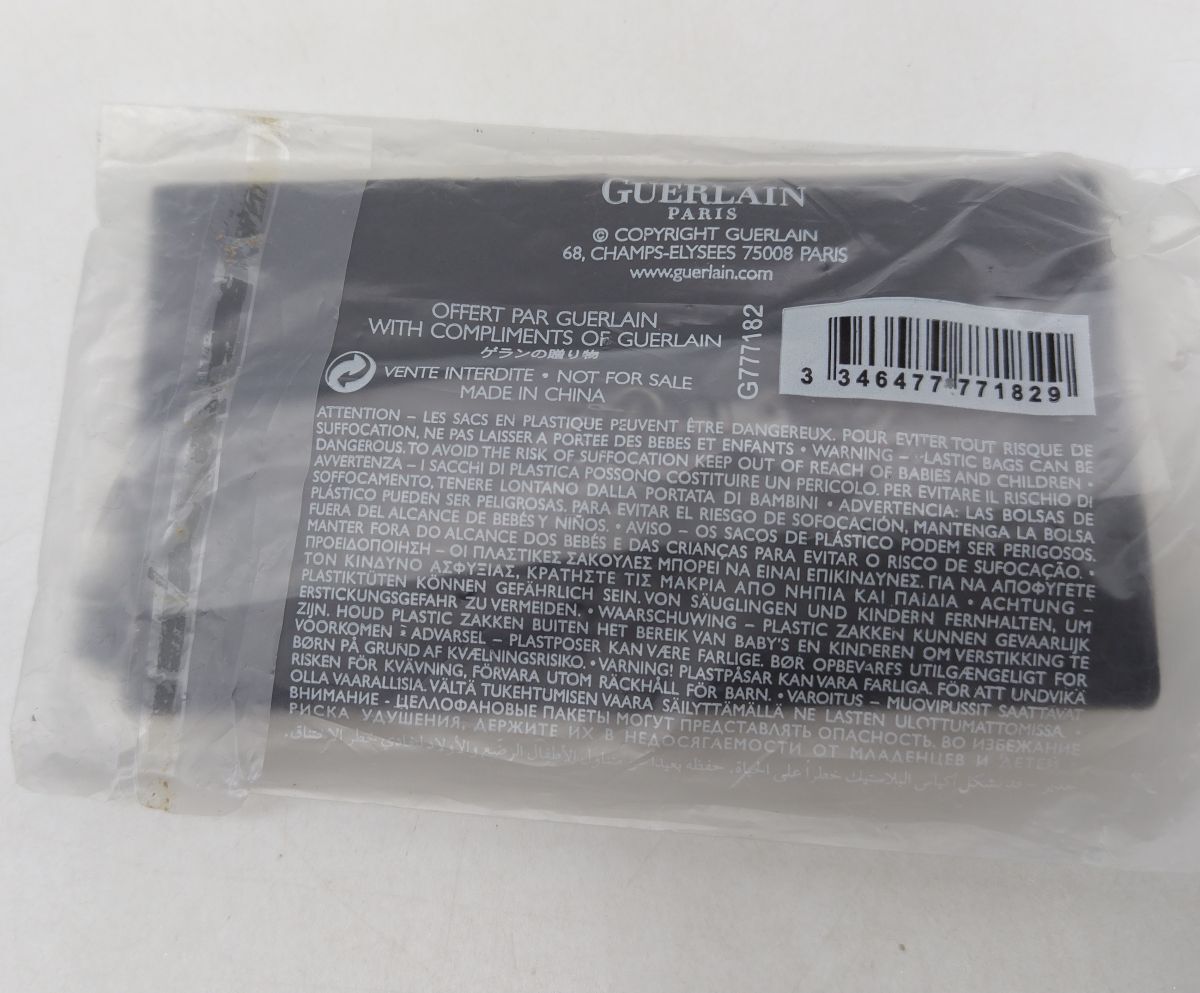 GUERLAIN
PARIS
© COPYRIGHT GUERLAIN
68, CHAMPS-ELYSEES 75008 PARIS
www.guerlain.com
OFFERT PAR GUERLAIN
WITH COMPLIMENTS OF GUERLAIN
ゲランの贈り物
VENTE INTERDITE • NOT FOR SALE
MADE IN CHINA
G777182
3 346477 771829
ATTENTION – LES SACS EN PLASTIQUE PEUVENT ÊTRE DANGEREUX. POUR EVITER TOUT RISQUE DE
SUFFOCATION, NE PAS LAISSER A PORTEE DES BEBES ET ENFANTS • WARNING – LASTIC BAGS CAN BE
DANGEROUS. TO AVOID THE RISK OF SUFFOCATION KEEP OUT OF REACH OF BABIES AND CHILDREN •
AVVERTENZA – I SACCHI DI PLASTICA POSSONO COSTITUIRE UN PERICOLO. PER EVITARE IL RISCHIO DI
SOFFOCAMENTO, TENERE LONTANO DALLA PORTATA DI BAMBINI • ADVERTENCIA: LAS BOLSAS DE
PLÁSTICO PUEDEN SER PELIGROSAS. PARA EVITAR EL RIESGO DE SOFOCACIÓN, MANTENGA LA BOLSA
FUERA DEL ALCANCE DE BEBÉS Y NIÑOS. • AVISO – OS SACOS DE PLÁSTICO PODEM SER PERIGOSOS.
MANTER FORA DO ALCANCE DOS BEBÉS E DAS CRIANÇAS PARA EVITAR O RISCO DE SUFOCAÇÃO. •
ΠΡΟΕΙΔΟΠΟΙΗΣΗ – ΟΙ ΠΛΑΣΤΙΚΕΣ ΣΑΚΟΥΛΕΣ ΜΠΟΡΕΙ ΝΑ ΕΙΝΑΙ ΕΠΙΚΙΝΔΥΝΕΣ. ΓΙΑ ΝΑ ΑΠΟΦΥΓΕΤΕ
ΤΟΝ ΚΙΝΔΥΝΟ ΑΣΦΥΞΙΑΣ, ΚΡΑΤΗΣΤΕ ΤΙΣ ΜΑΚΡΙΑ ΑΠΟ ΝΗΠΙΑ ΚΑΙ ΠΑΙΔΙΑ • ACHTUNG –
PLASTIKTÜTEN KÖNNEN GEFÄHRLICH SEIN. VON SÄUGLINGEN UND KINDERN FERNHALTEN, UM
ERSTICKUNGSGEFAHR ZU VERMEIDEN. • WAARSCHUWING – PLASTIC ZAKKEN KUNNEN GEVAARLIJK
ZIJN. HOUD PLASTIC ZAKKEN BUITEN HET BEREIK VAN BABY'S EN KINDEREN OM VERSTIKKING TE
VOORKOMEN • ADVARSEL – PLASTPOSER KAN VÆRE FARLIGE. BØR OPBEVARES UTILGÆNGELIGT FOR
BØRN PÅ GRUND AF KVÆLNINGSRISIKO. • VARNING! PLASTPÅSAR KAN VARA FARLIGA. FÖR ATT UNDVIKA
RISKEN FÖR KVÄVNING, FÖRVARA UTOM RÄCKHÅLL FÖR BARN. • VAROITUS – MUOVIPUSSIT SAATTAVAT
OLLA VAARALLISIA. VÄLTÄ TUKEHTUMISEN VAARA SÄILYTTÄMÄLLÄ NE LASTEN ULOTTUMATTOMISSA •
ВНИМАНИЕ - ЦЕЛЛОФАНОВЫЕ ПАКЕТЫ МОГУТ ПРЕДСТАВЛЯТЬ ОПАСНОСТЬ. ВО ИЗБЕЖАНИЕ
РИСКА УДУШЕНИЯ, ДЕРЖИТЕ ИХ В НЕДОСЯГАЕМОСТИ ОТ МЛАДЕНЦЕВ И ДЕТЕЙ